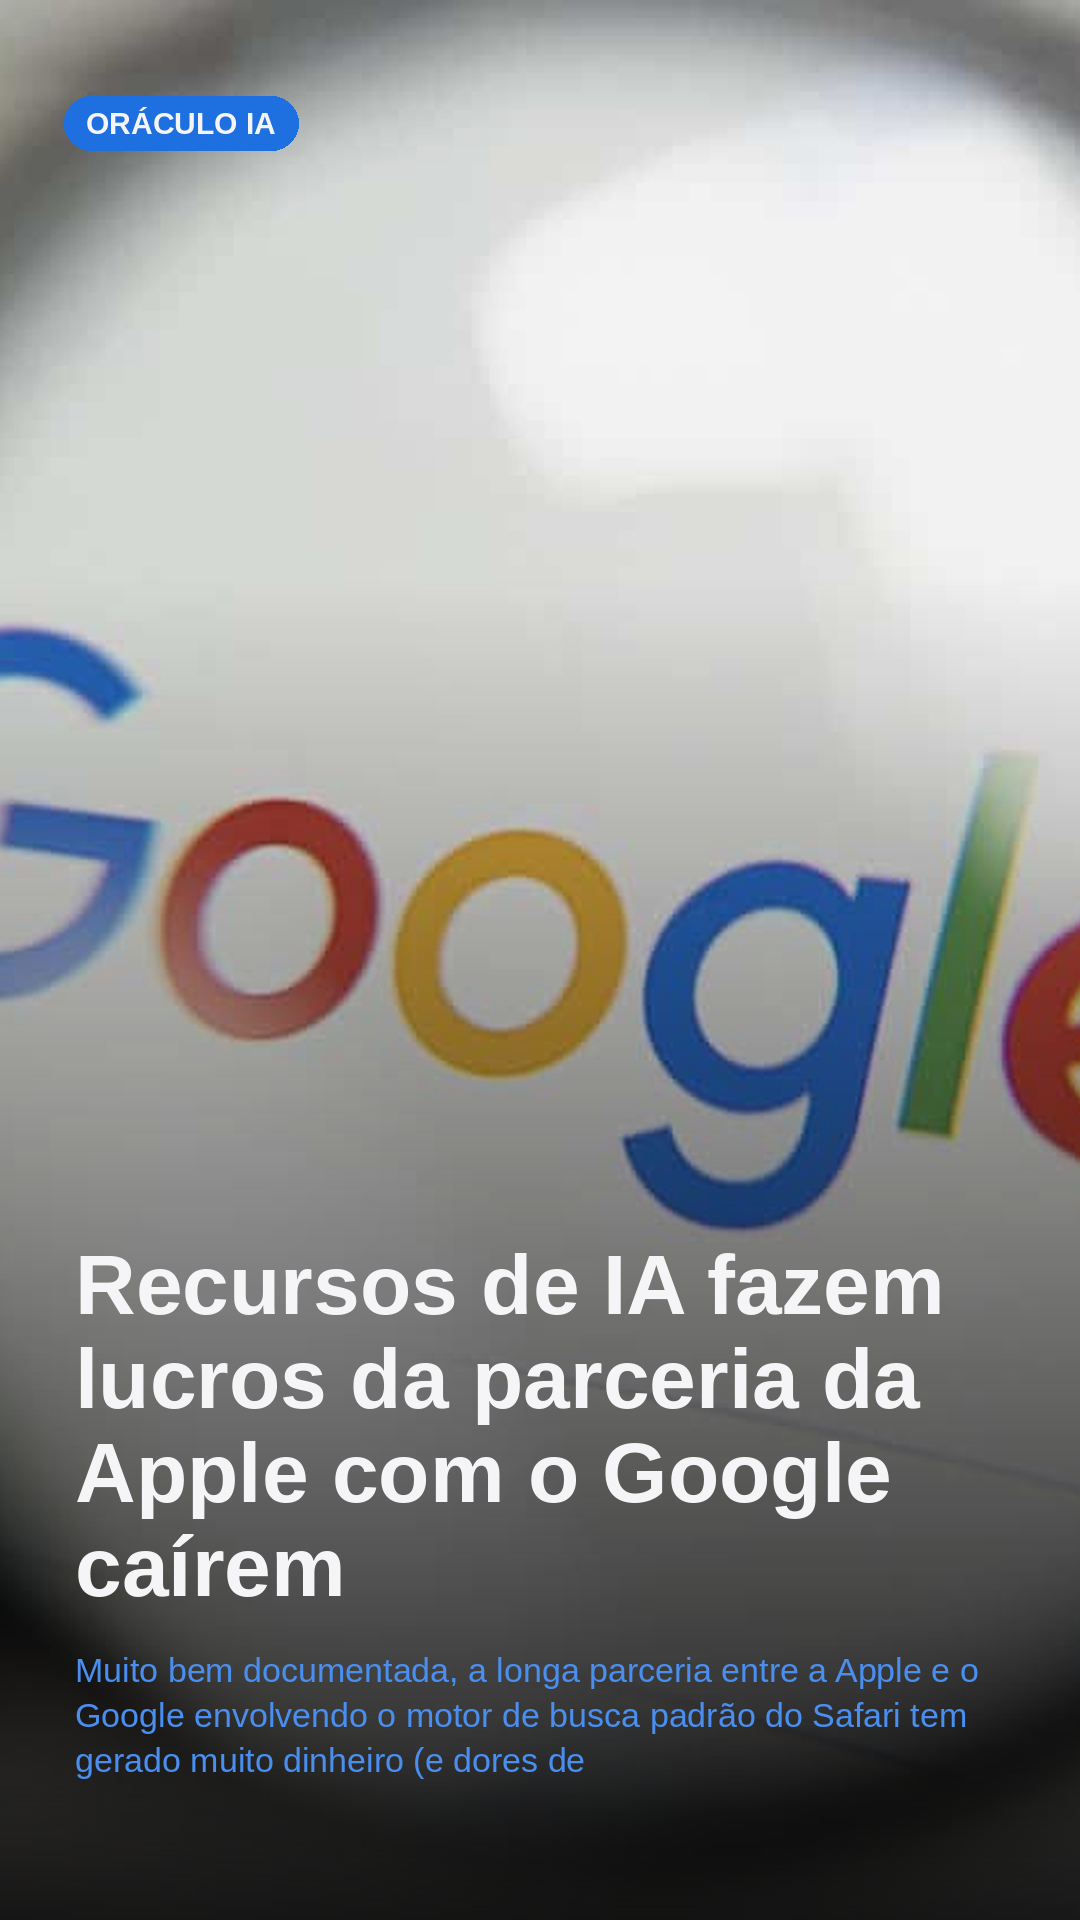 ORÁCULO IA
Google
Recursos de IA fazem
lucros da parceria da
Apple com o Google
caírem
Muito bem documentada, a longa parceria entre a Apple e o
Google envolvendo o motor de busca padrão do Safari tem
gerado muito dinheiro (e dores de